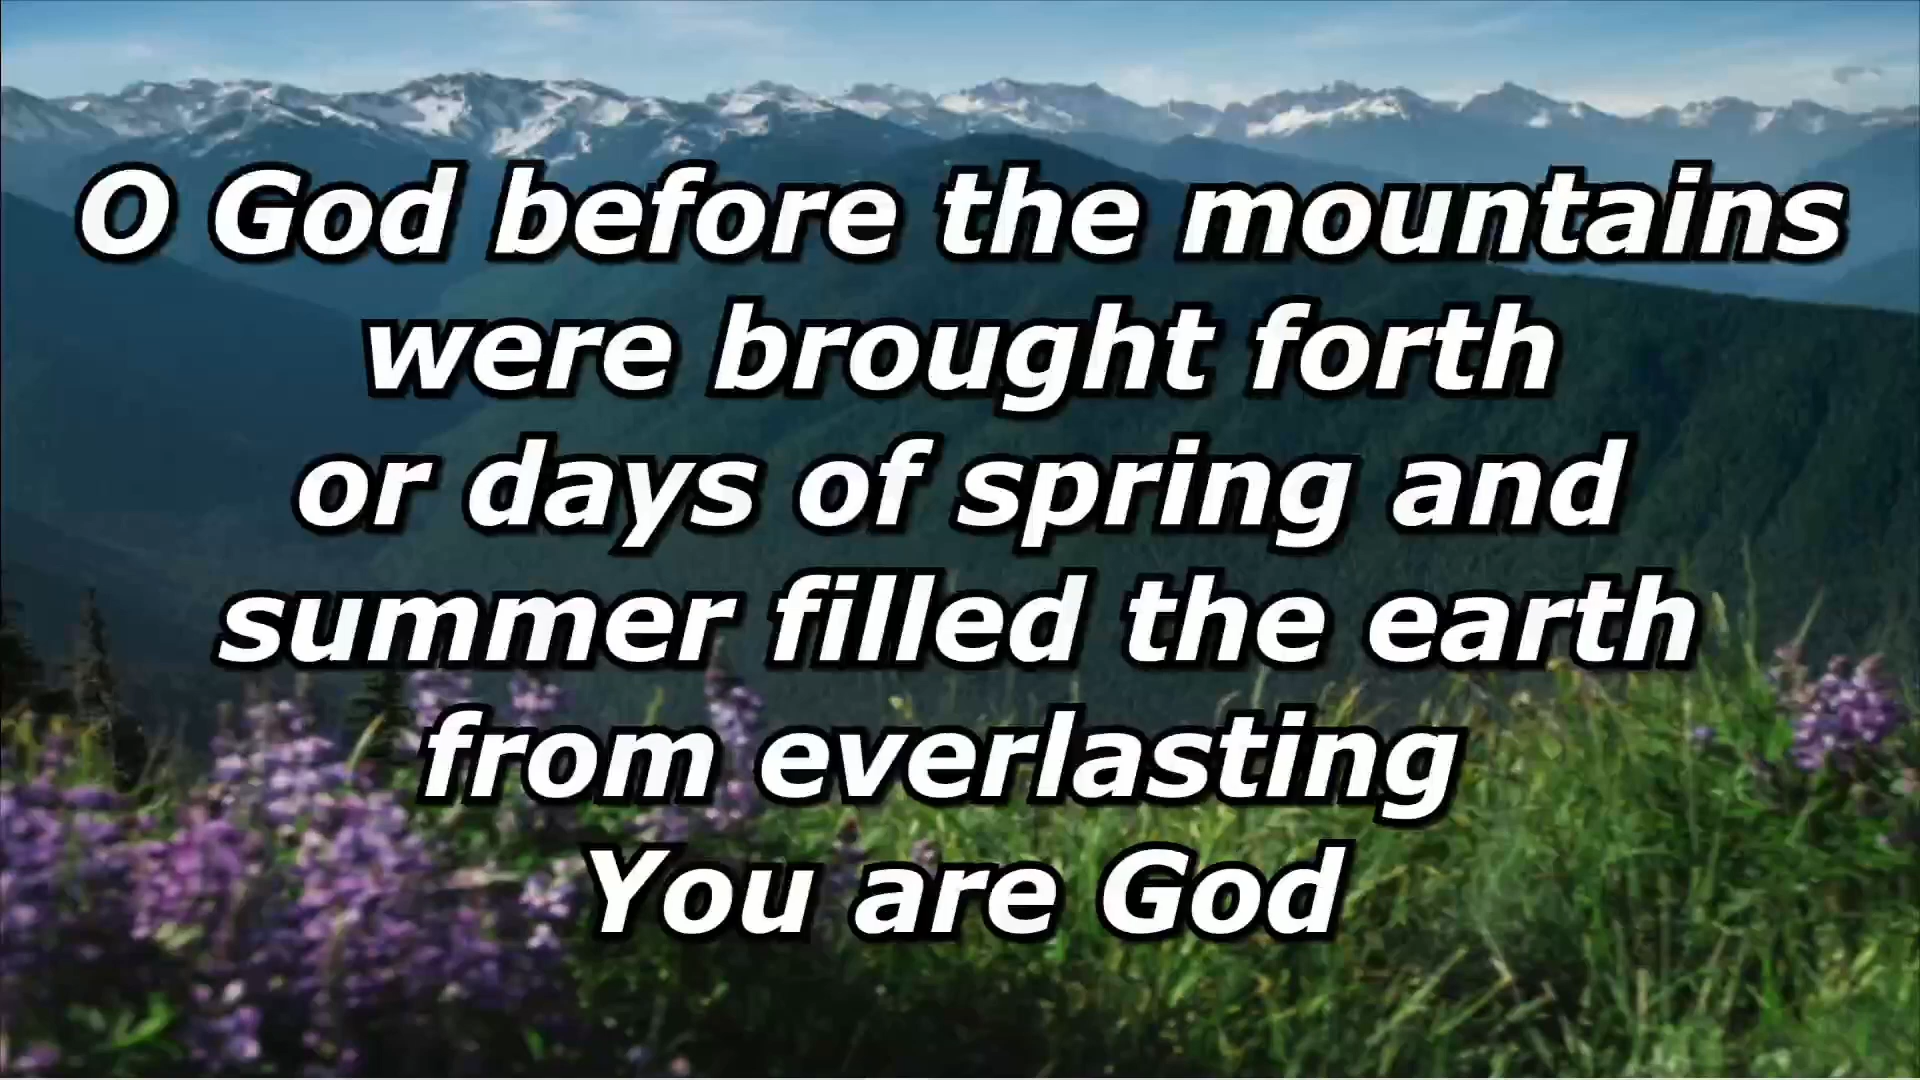 O God before the mountains
were brought forth
or days of spring and
summer filled the earth
from everlasting
You are God